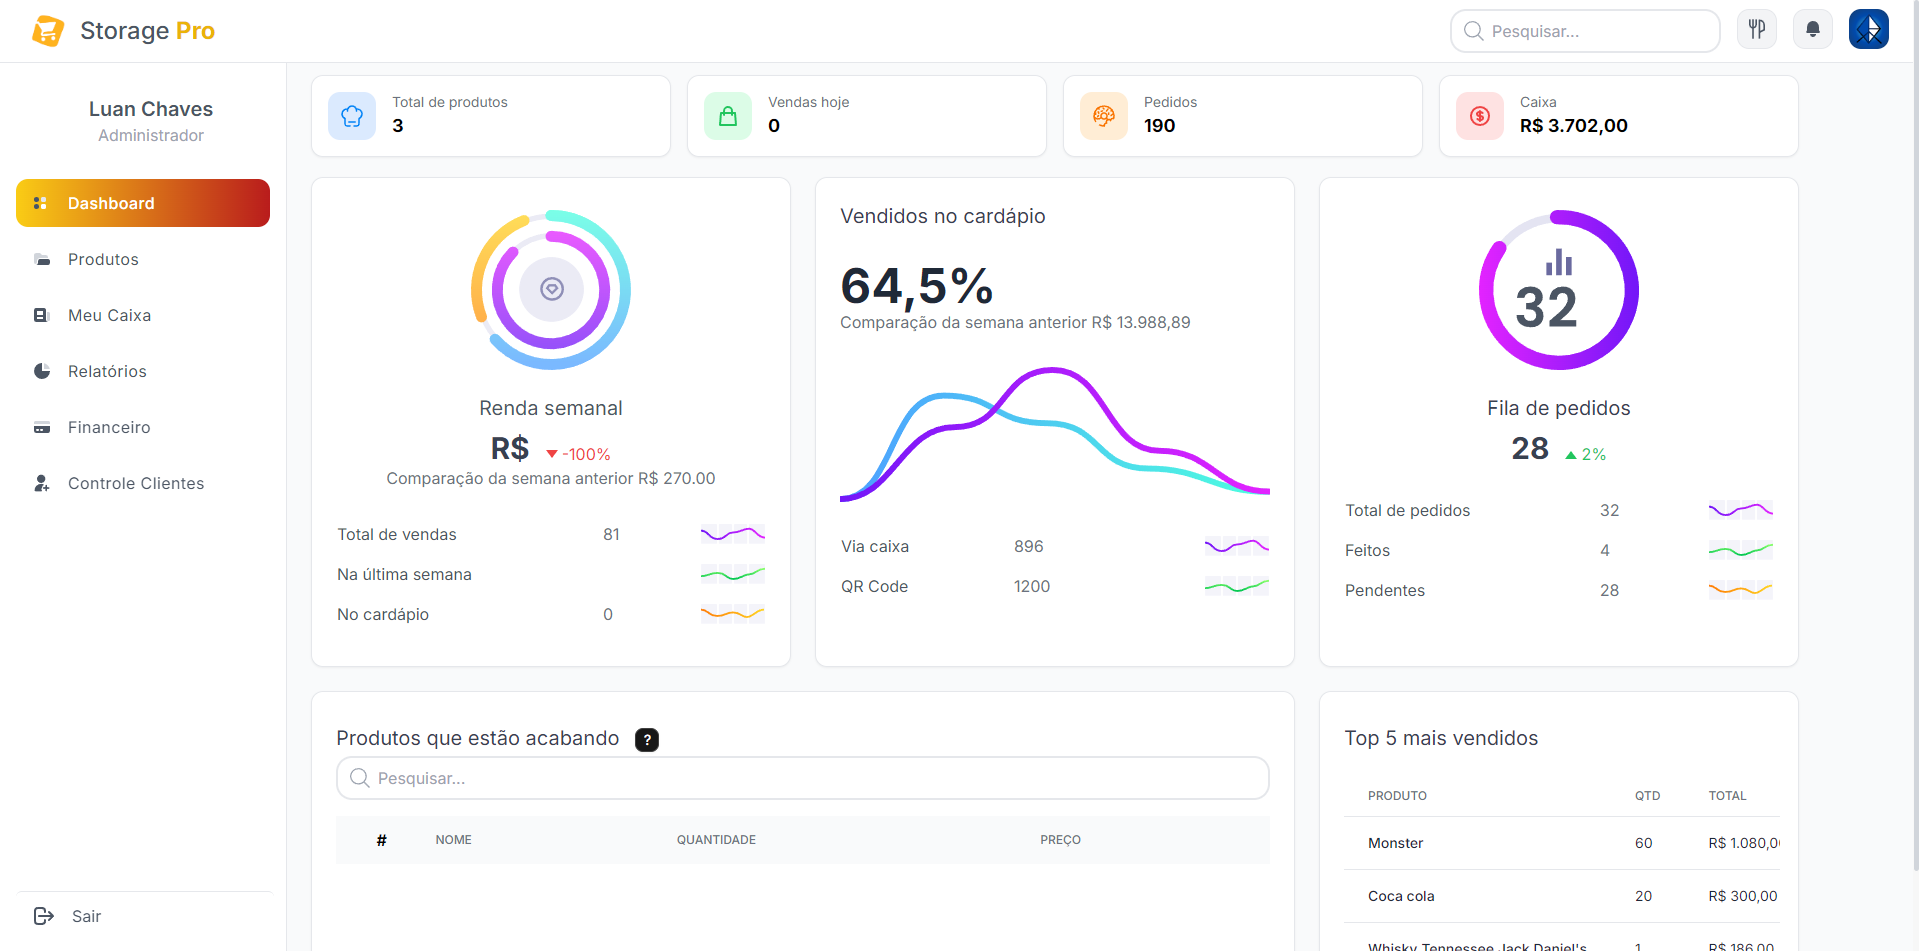 Storage Pro
Pesquisar...
Luan Chaves
Administrador
Dashboard
Produtos
Meu Caixa
Relatórios
Financeiro
Controle Clientes
Sair
Total de produtos
3
Vendas hoje
0
Pedidos
190
Caixa
R$ 3.702,00
Renda semanal
R$ -100%
Comparação da semana anterior R$ 270.00
Total de vendas 81
Na última semana
No cardápio 0
Vendidos no cardápio
64,5%
Comparação da semana anterior R$ 13.988,89
Via caixa 896
QR Code 1200
32
Fila de pedidos
28 2%
Total de pedidos 32
Feitos 4
Pendentes 28
Produtos que estão acabando ?
Pesquisar...
# NOME QUANTIDADE PREÇO
Top 5 mais vendidos
PRODUTO QTD TOTAL
Monster 60 R$ 1.080,0
Coca cola 20 R$ 300,00
Whisky Tennessee Jack Daniel's 1 R$ 186,00